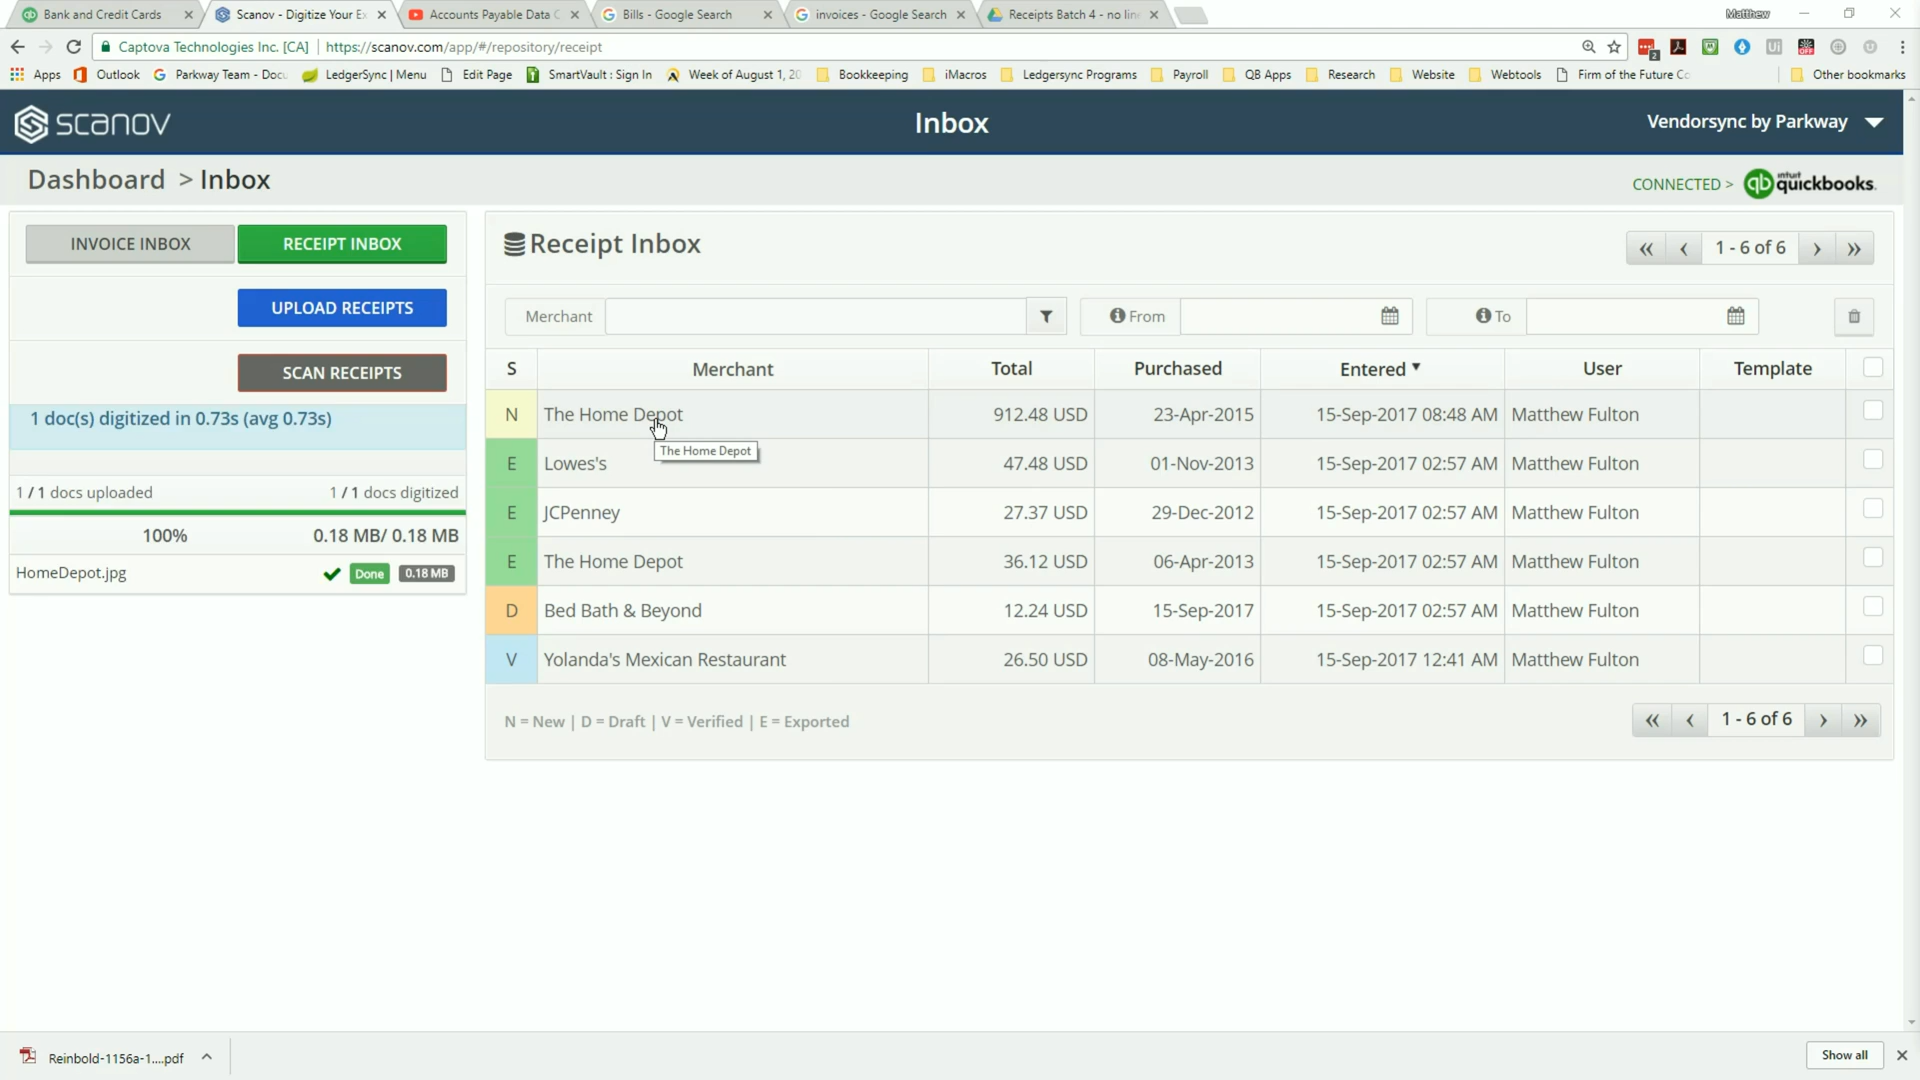 Bank and Credit Cards
Scanov - Digitize Your Ex
Accounts Payable Data C
Bills - Google Search
invoices - Google Search
Receipts Batch 4 - no line
Matthew
Captova Technologies Inc. [CA] | https://scanov.com/app/#/repository/receipt
2
OFF
Apps
Outlook
Parkway Team - Docu
LedgerSync | Menu
Edit Page
SmartVault : Sign In
Week of August 1, 20
Bookkeeping
iMacros
Ledgersync Programs
Payroll
QB Apps
Research
Website
Webtools
Firm of the Future Co
Other bookmarks
scanov
Inbox
Vendorsync by Parkway
Dashboard > Inbox
CONNECTED >
qb intuit quickbooks.
INVOICE INBOX
RECEIPT INBOX
UPLOAD RECEIPTS
SCAN RECEIPTS
1 doc(s) digitized in 0.73s (avg 0.73s)
1 / 1 docs uploaded
1 / 1 docs digitized
100%
0.18 MB/ 0.18 MB
HomeDepot.jpg
Done
0.18 MB
Receipt Inbox
« ‹ 1 - 6 of 6 › »
Merchant
From
To
S Merchant Total Purchased Entered User Template
N The Home Depot 912.48 USD 23-Apr-2015 15-Sep-2017 08:48 AM Matthew Fulton
The Home Depot
E Lowes's 47.48 USD 01-Nov-2013 15-Sep-2017 02:57 AM Matthew Fulton
E JCPenney 27.37 USD 29-Dec-2012 15-Sep-2017 02:57 AM Matthew Fulton
E The Home Depot 36.12 USD 06-Apr-2013 15-Sep-2017 02:57 AM Matthew Fulton
D Bed Bath & Beyond 12.24 USD 15-Sep-2017 15-Sep-2017 02:57 AM Matthew Fulton
V Yolanda's Mexican Restaurant 26.50 USD 08-May-2016 15-Sep-2017 12:41 AM Matthew Fulton
N = New | D = Draft | V = Verified | E = Exported
« ‹ 1 - 6 of 6 › »
Reinbold-1156a-1....pdf
Show all